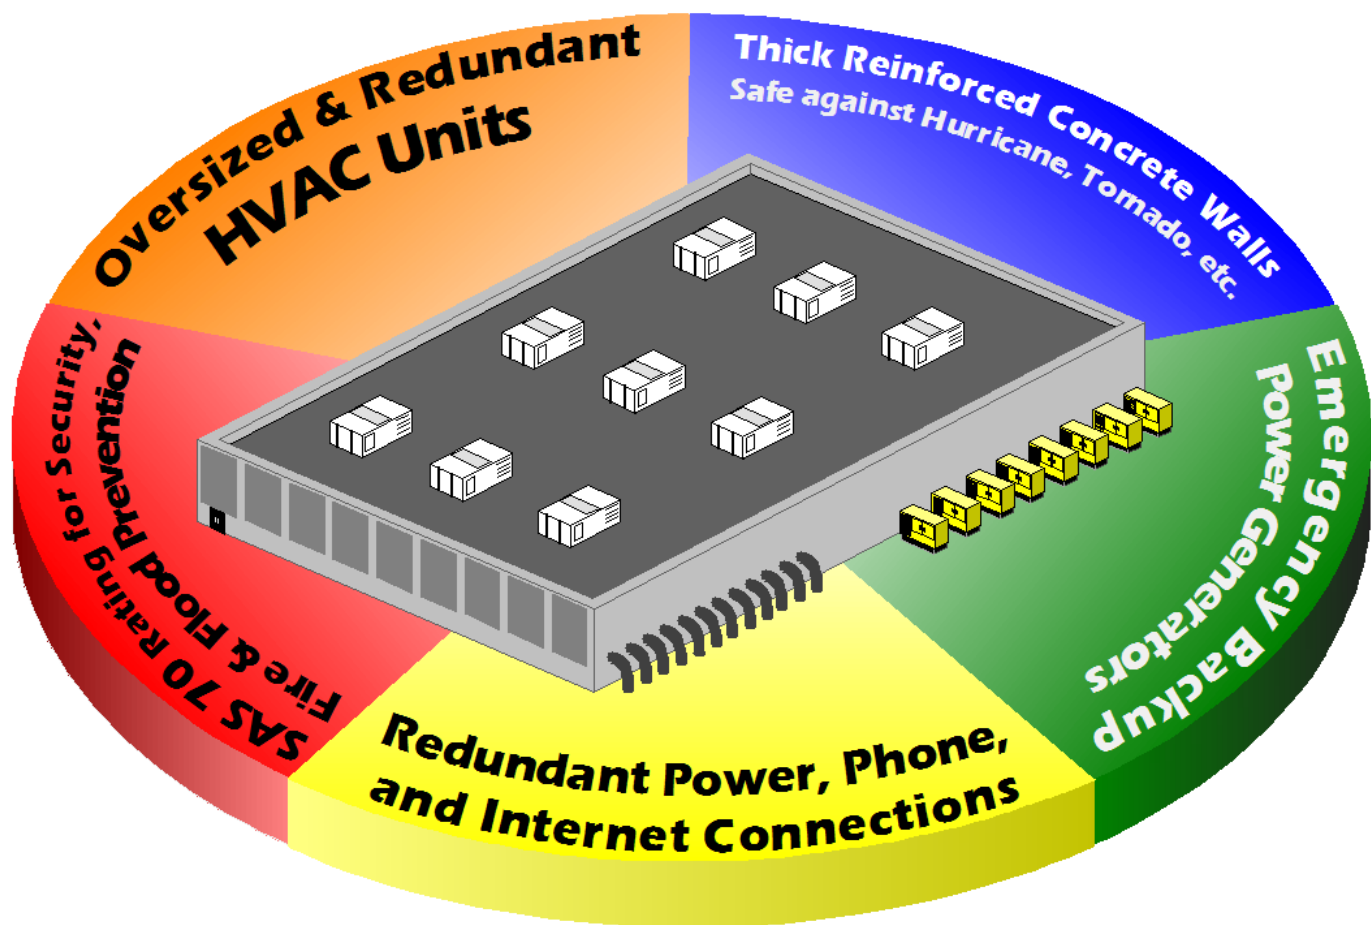 Oversized & Redundant
HVAC Units
Thick Reinforced Concrete Walls
Safe against Hurricane, Tornado, etc.
Emergency Backup
Power Generators
Redundant Power, Phone,
and Internet Connections
SAS 70 Rating for Security,
Fire & Flood Prevention